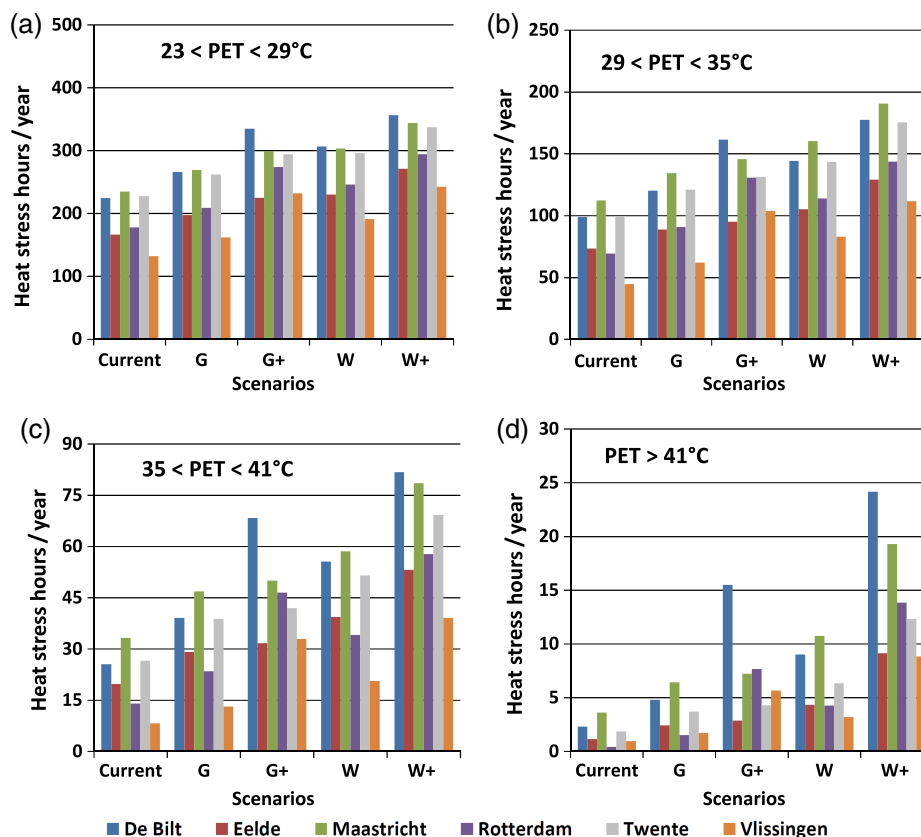 (a)
23 < PET < 29°C
Heat stress hours / year
500
400
300
200
100
0
Current G G+ W W+
Scenarios
(b)
29 < PET < 35°C
Heat stress hours / year
250
200
150
100
50
0
Current G G+ W W+
Scenarios
(c)
35 < PET < 41°C
Heat stress hours / year
90
75
60
45
30
15
0
Current G G+ W W+
Scenarios
(d)
PET > 41°C
Heat stress hours / year
30
25
20
15
10
5
0
Current G G+ W W+
Scenarios
De Bilt Eelde Maastricht Rotterdam Twente Vlissingen